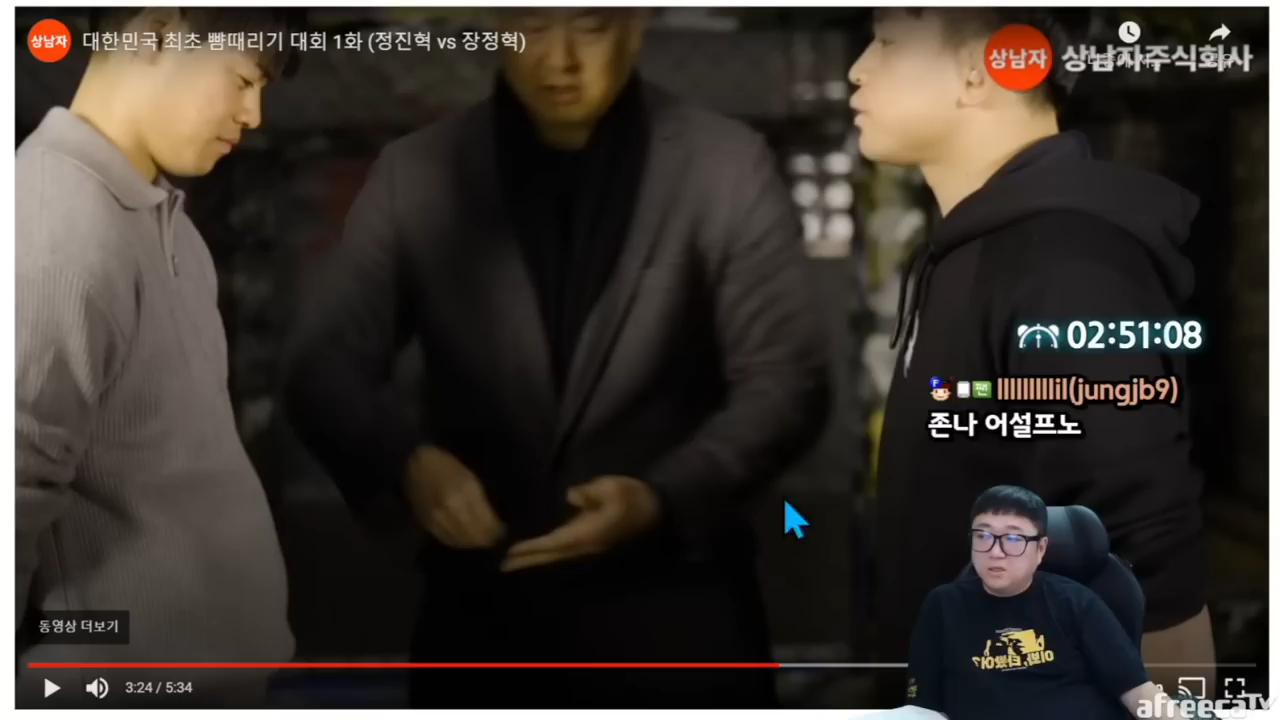 상남자
대한민국 최초 뺨때리기 대회 1화 (정진혁 vs 장정혁)
상남자
상남자주식회사
02:51:08
F
팬
llllllllllil(jungjb9)
존나 어설프노
동영상 더보기
3:24 / 5:34
afreecaTV